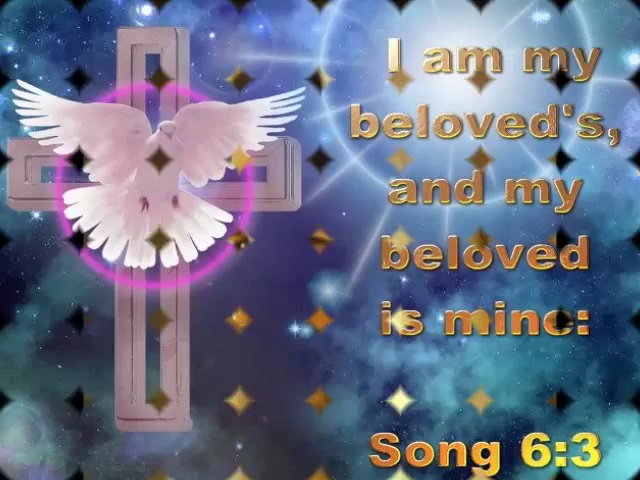 I am my
beloved's,
and my
beloved
is mine:
Song 6:3